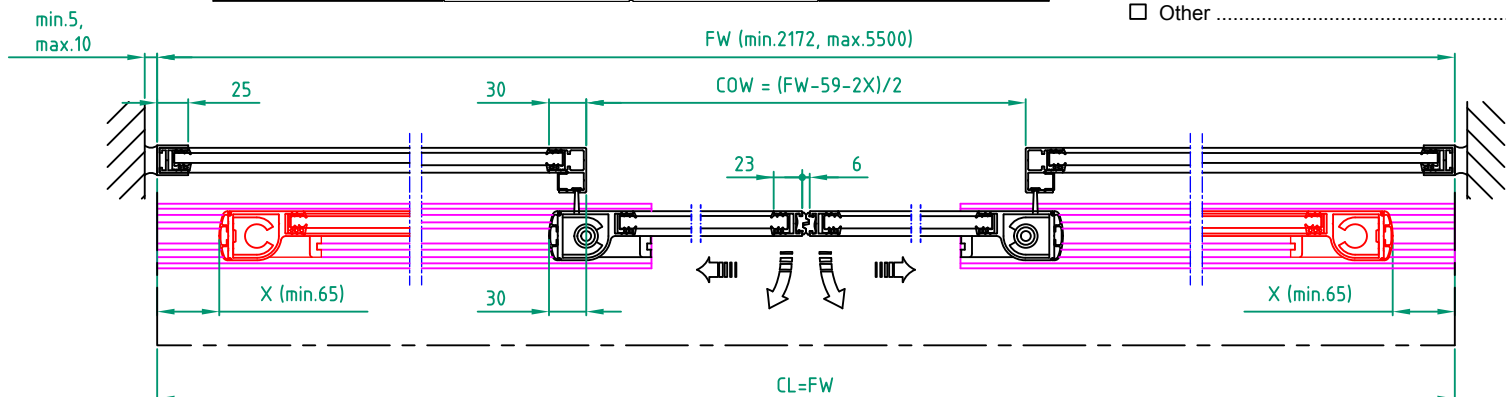 ☐ Other ....................................................
min.5,
max.10
FW (min.2172, max.5500)
25
30
COW = (FW-59-2X)/2
23
6
X (min.65)
30
X (min.65)
CL=FW